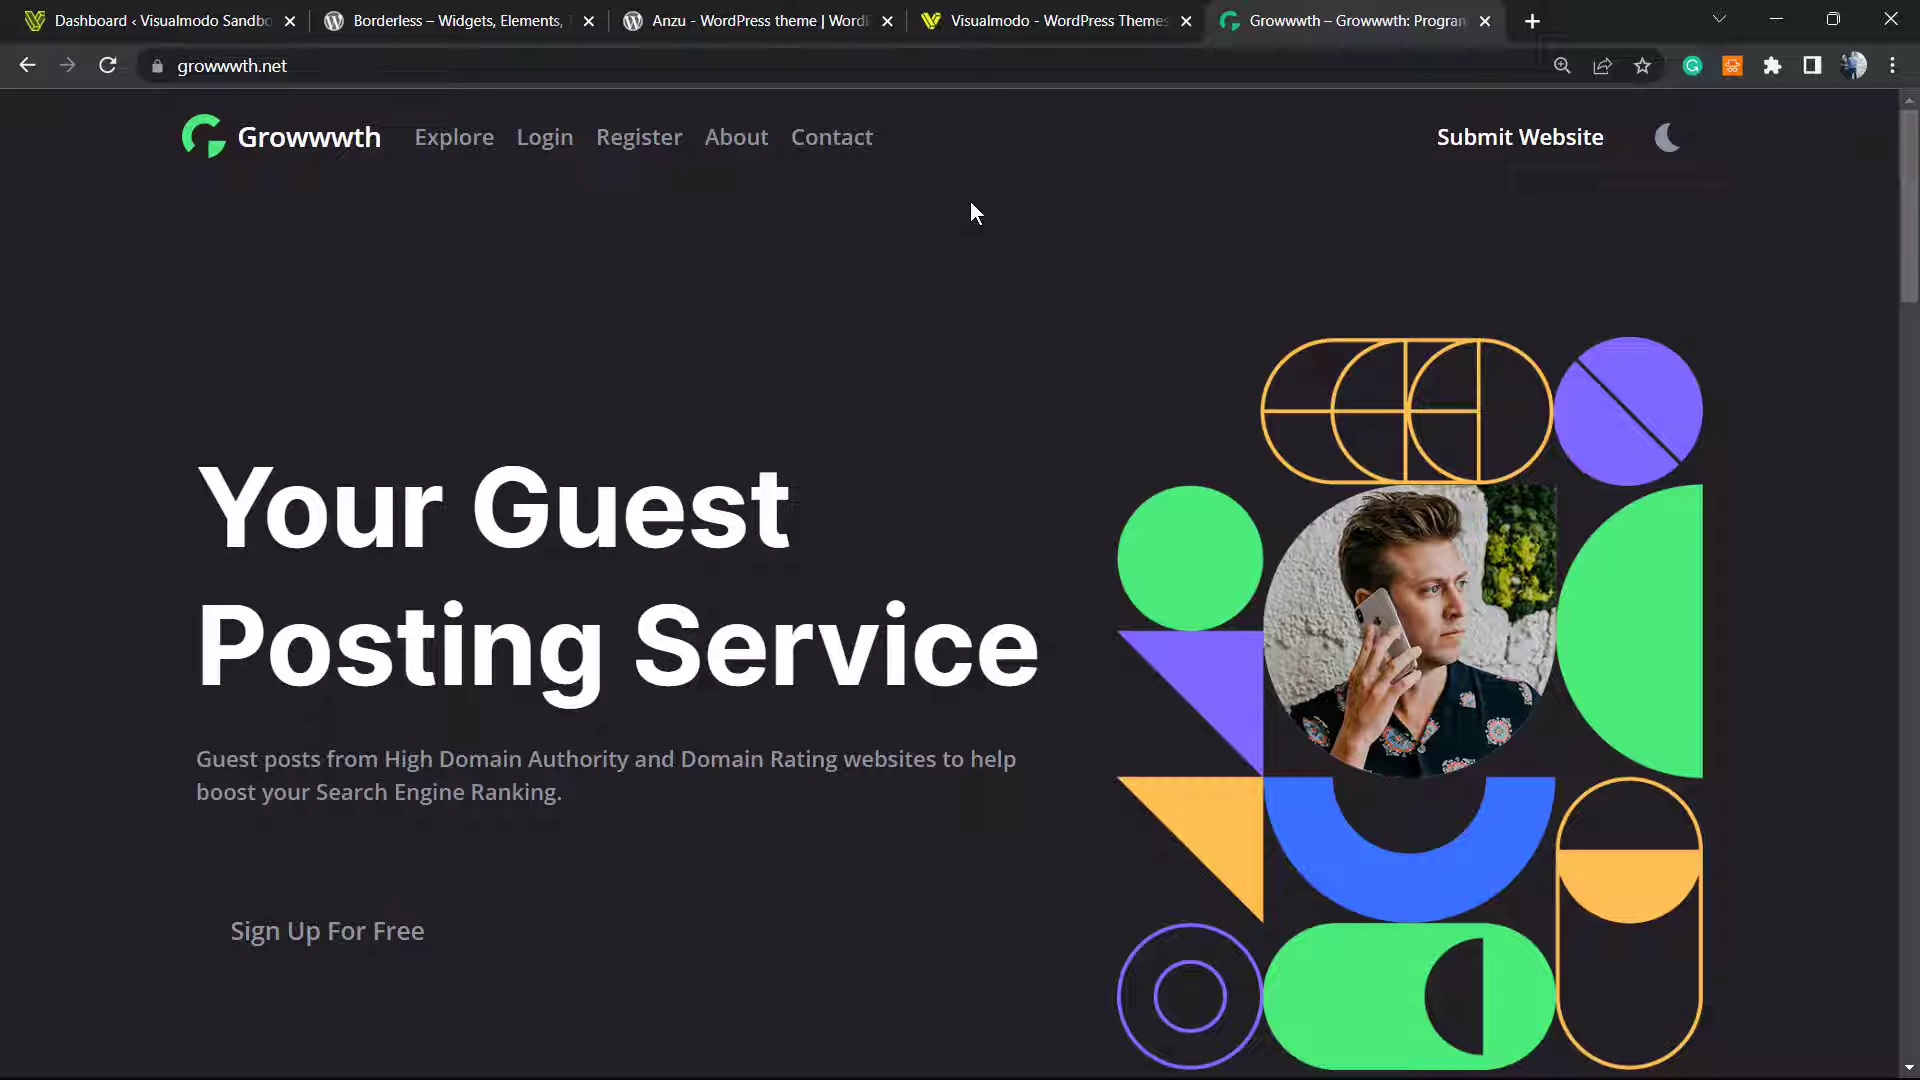 Dashboard ‹ Visualmodo Sandbo
Borderless – Widgets, Elements,
Anzu - WordPress theme | Word
Visualmodo - WordPress Themes
Growwwth – Growwwth: Program
growwwth.net
Growwwth
Explore
Login
Register
About
Contact
Submit Website
Your Guest
Posting Service
Guest posts from High Domain Authority and Domain Rating websites to help
boost your Search Engine Ranking.
Sign Up For Free